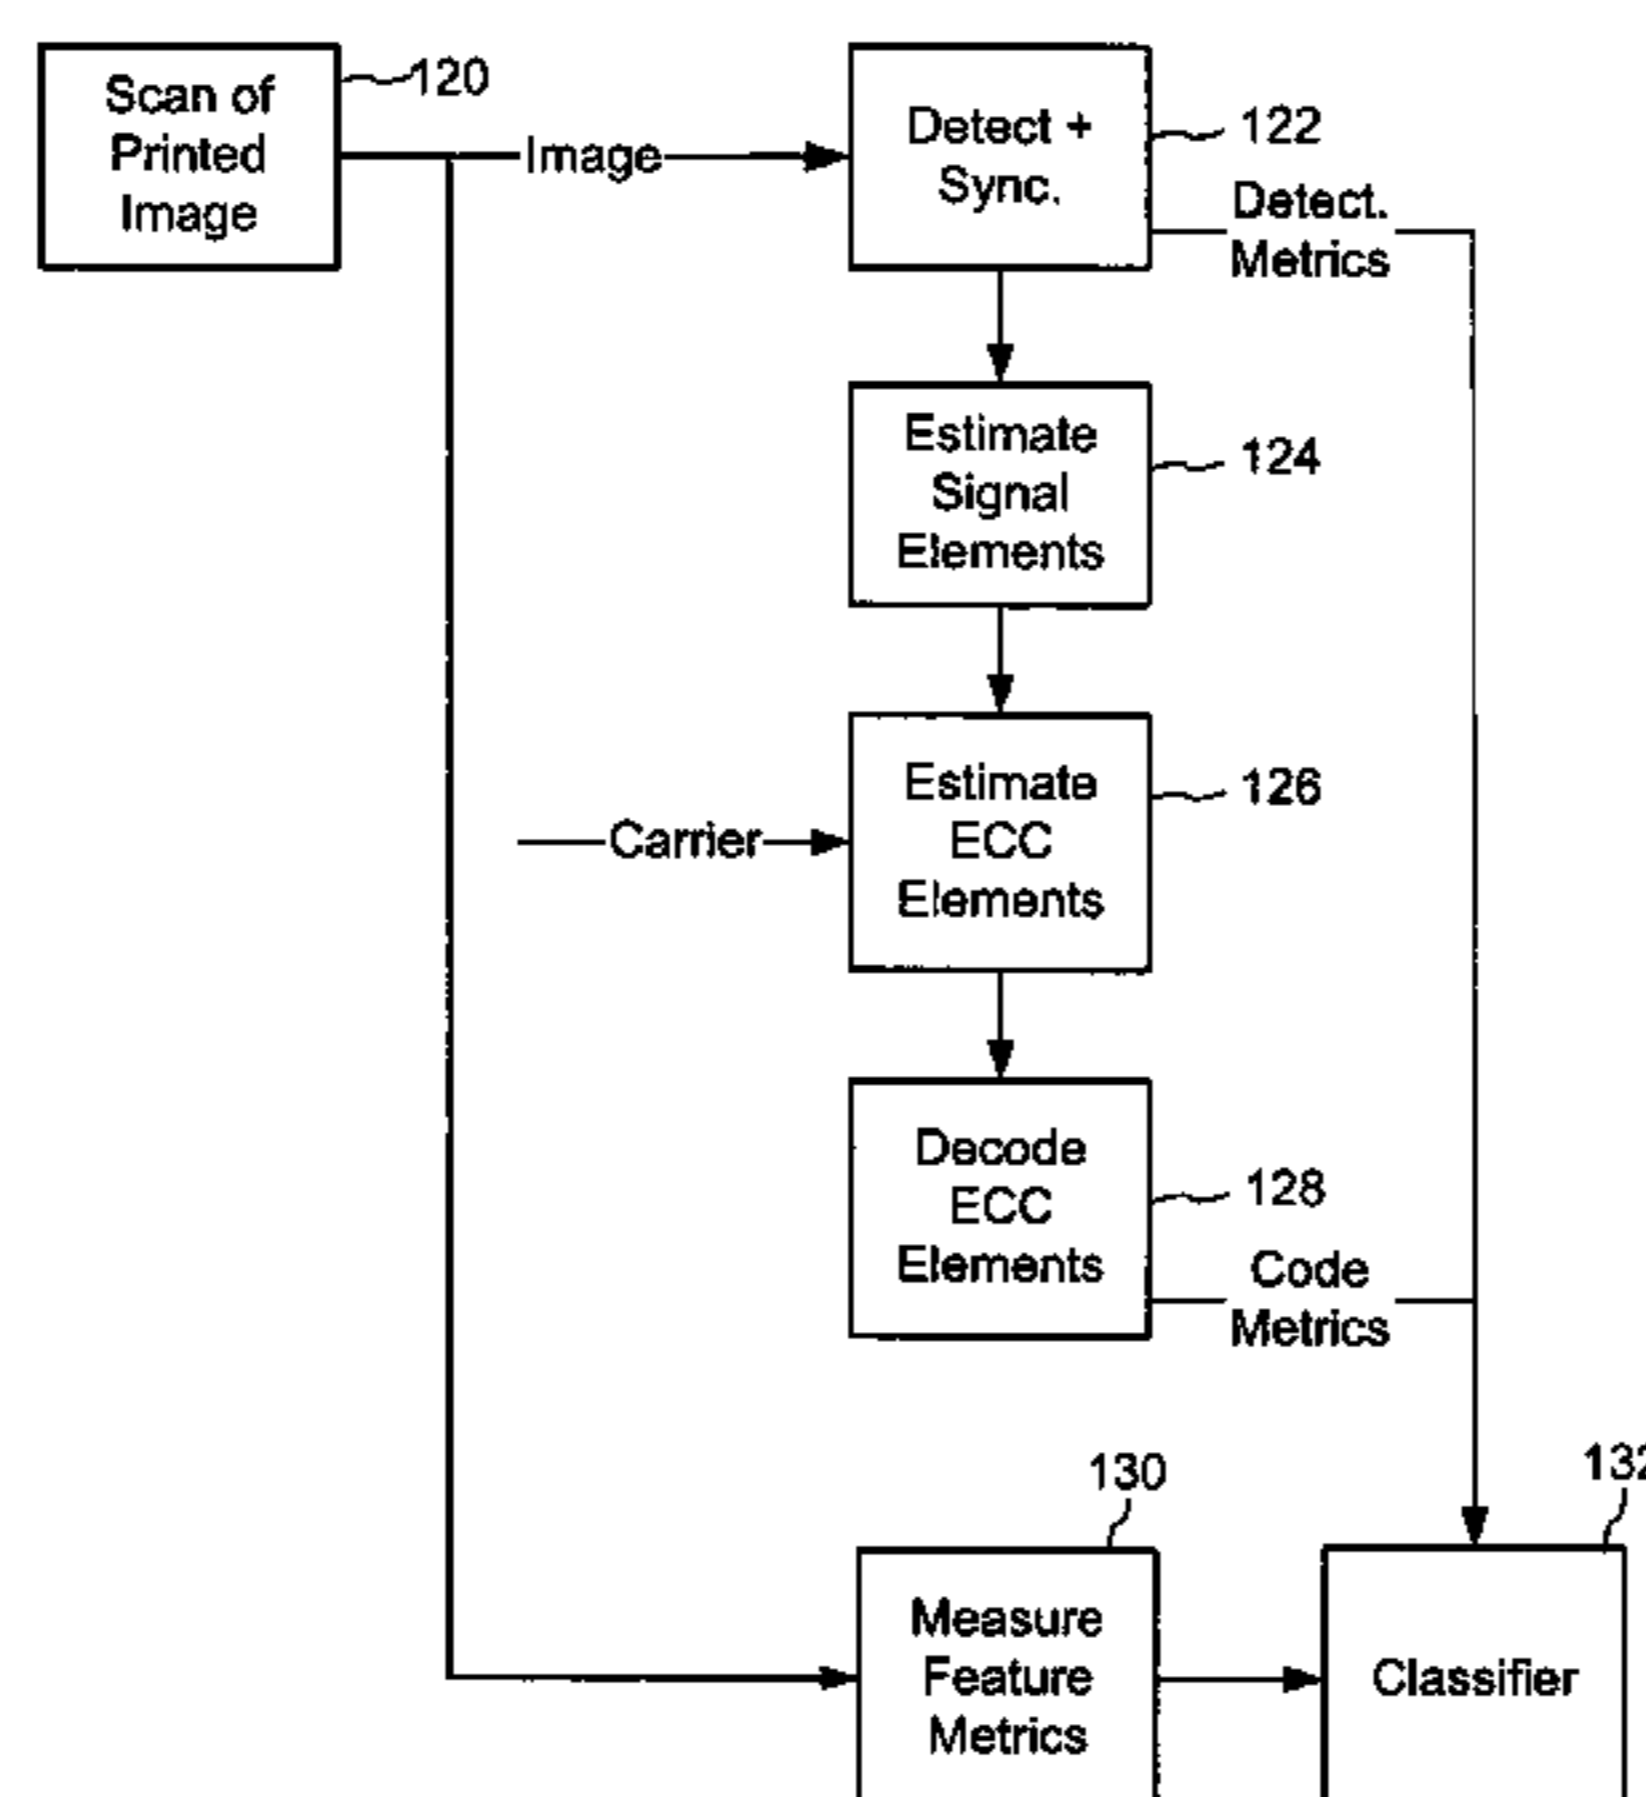 Scan of
Printed
Image
120
Image
Detect +
Sync.
122
Detect.
Metrics
Estimate
Signal
Elements
124
Carrier
Estimate
ECC
Elements
126
Decode
ECC
Elements
128
Code
Metrics
130
Measure
Feature
Metrics
132
Classifier